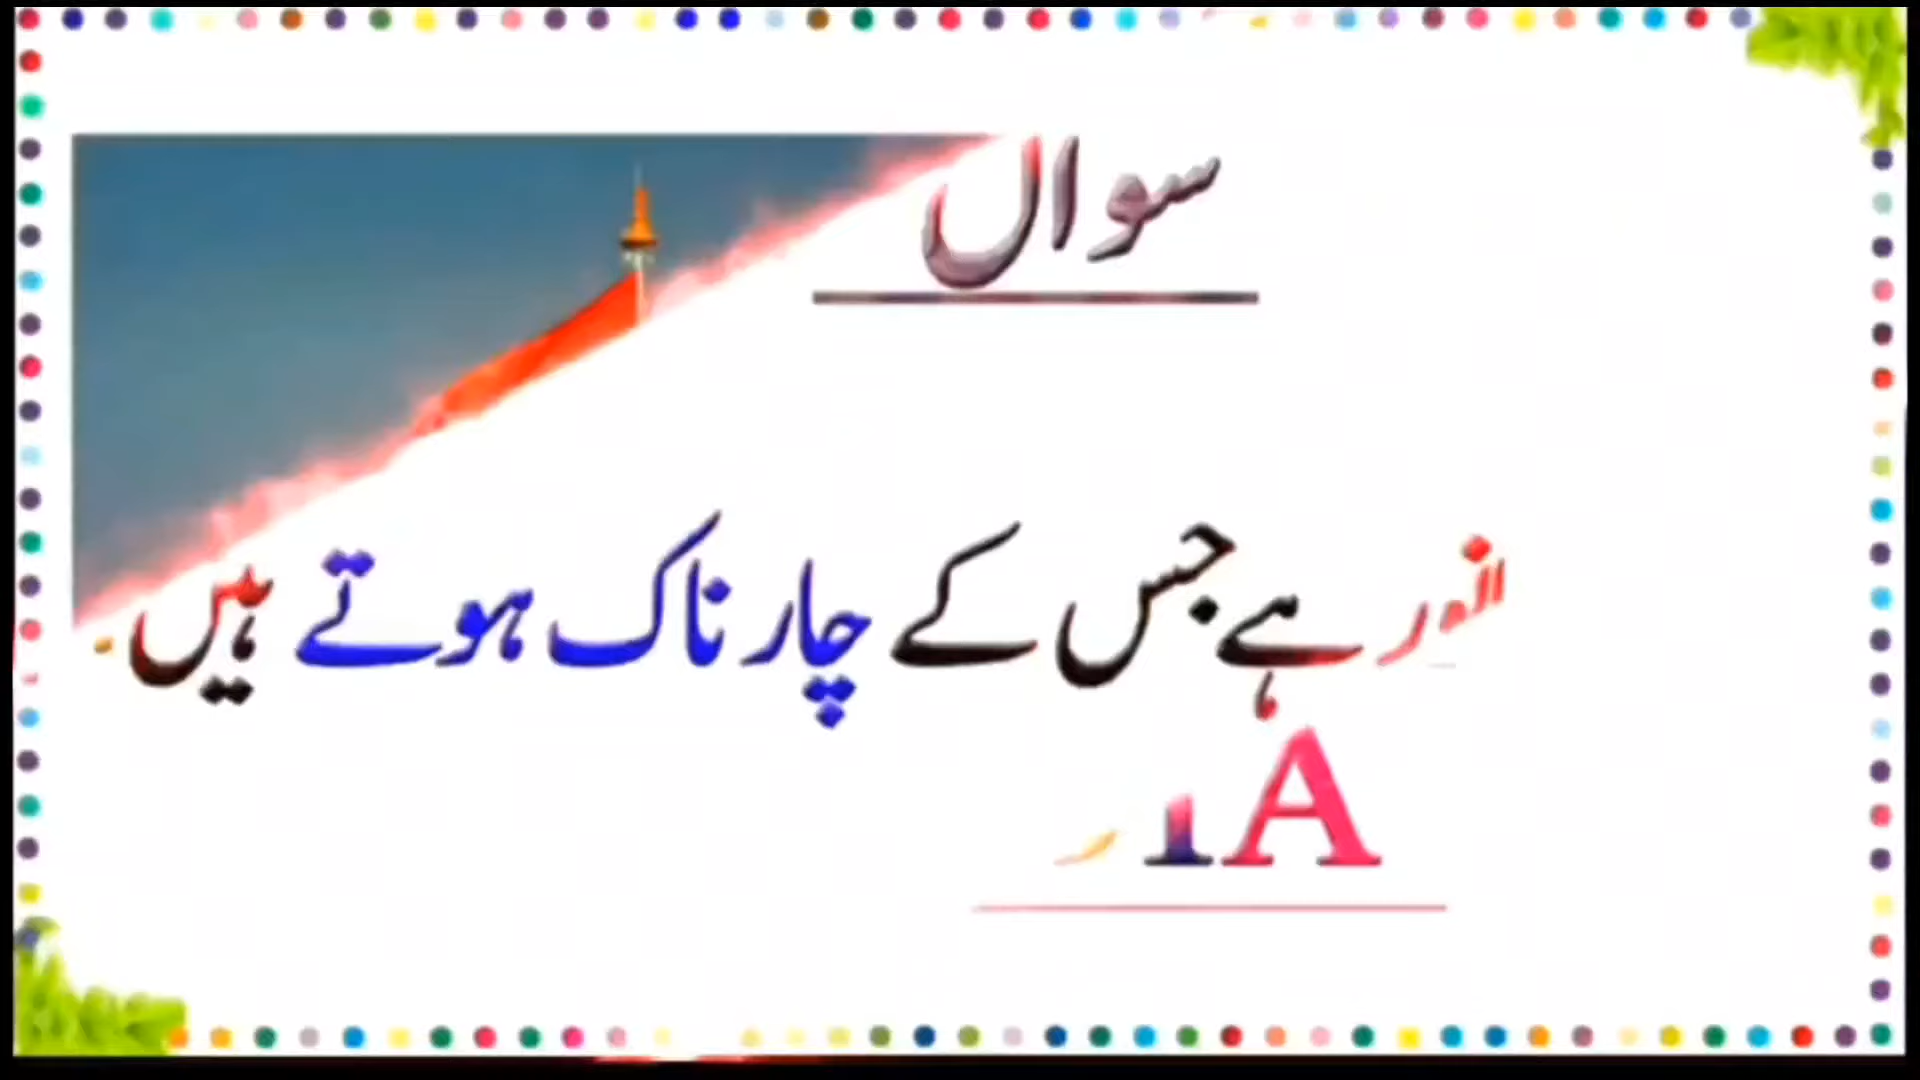 سوال
ہے جس کے چار ناک ہوتے ہیں
A